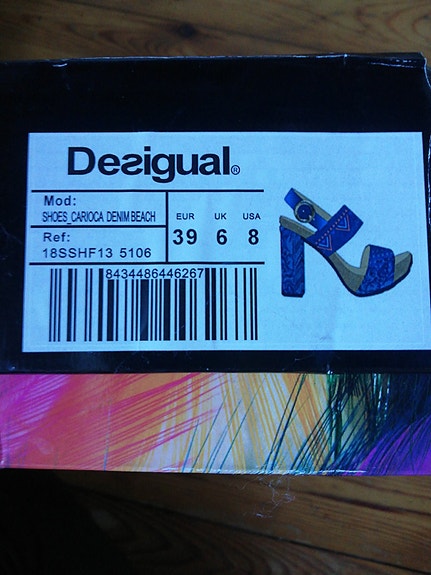 Desigual®
Mod:
SHOES_CARIOCA DENIM BEACH
Ref:
18SSHF13 5106
EUR UK USA
39 6 8
8434486446267